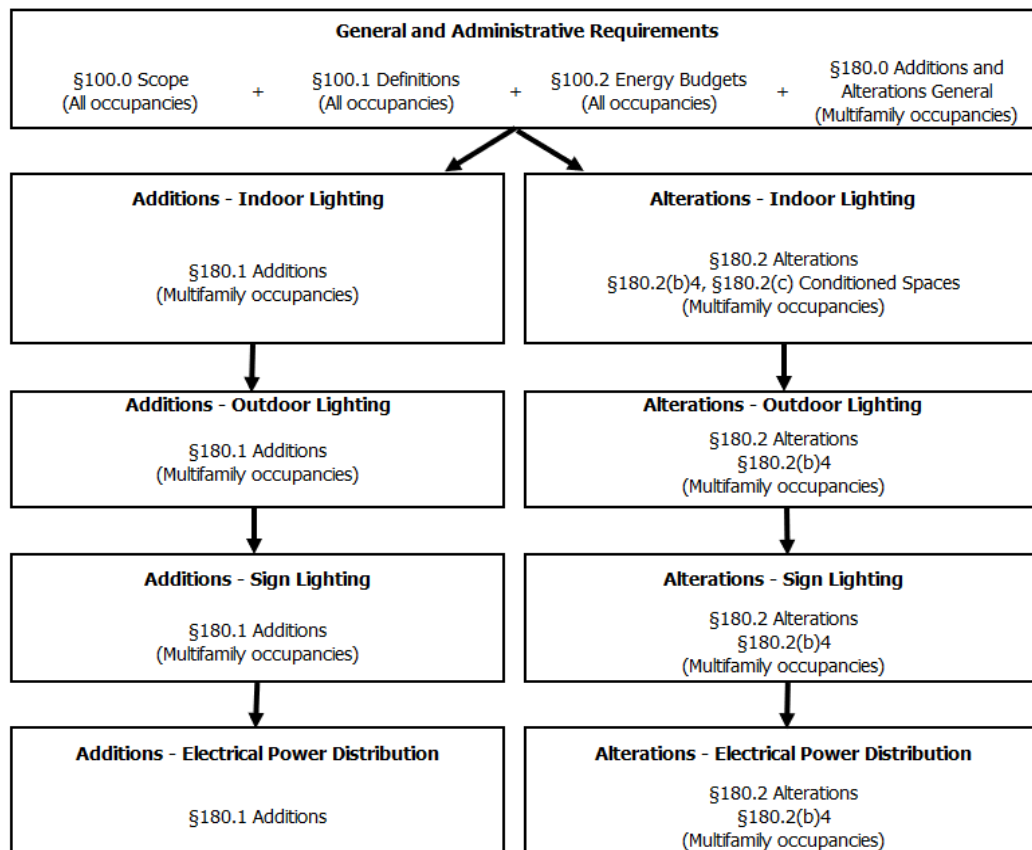 General and Administrative Requirements
§100.0 Scope
(All occupancies)
+
§100.1 Definitions
(All occupancies)
+
§100.2 Energy Budgets
(All occupancies)
+
§180.0 Additions and
Alterations General
(Multifamily occupancies)
Additions - Indoor Lighting
§180.1 Additions
(Multifamily occupancies)
Alterations - Indoor Lighting
§180.2 Alterations
§180.2(b)4, §180.2(c) Conditioned Spaces
(Multifamily occupancies)
Additions - Outdoor Lighting
§180.1 Additions
(Multifamily occupancies)
Alterations - Outdoor Lighting
§180.2 Alterations
§180.2(b)4
(Multifamily occupancies)
Additions - Sign Lighting
§180.1 Additions
(Multifamily occupancies)
Alterations - Sign Lighting
§180.2 Alterations
§180.2(b)4
(Multifamily occupancies)
Additions - Electrical Power Distribution
§180.1 Additions
Alterations - Electrical Power Distribution
§180.2 Alterations
§180.2(b)4
(Multifamily occupancies)